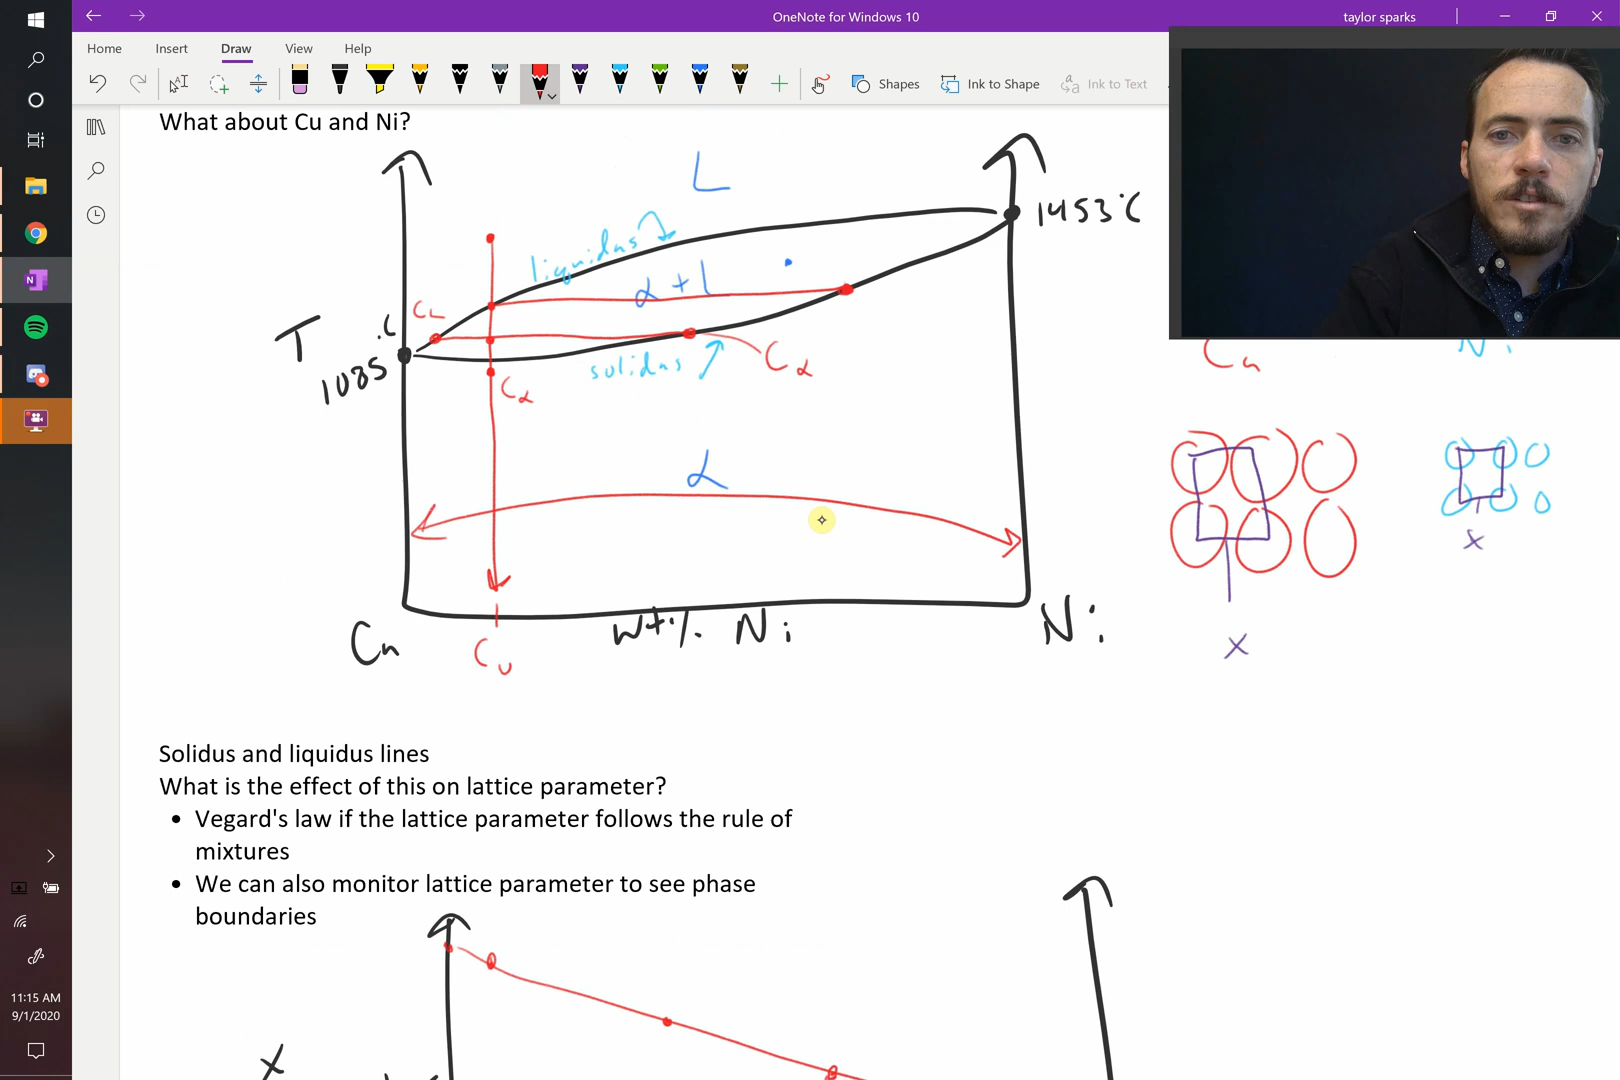 OneNote for Windows 10
taylor sparks
Home Insert Draw View Help
Shapes Ink to Shape Ink to Text
What about Cu and Ni?
L
1453°C
liquidus
α + l
CL
T
°C
1085
solidus
Cα
Cα
Cu
Ni
α
x
x
Cu
wt% Ni
Ni
C0
Solidus and liquidus lines
What is the effect of this on lattice parameter?
• Vegard's law if the lattice parameter follows the rule of
mixtures
• We can also monitor lattice parameter to see phase
boundaries
x
11:15 AM
9/1/2020